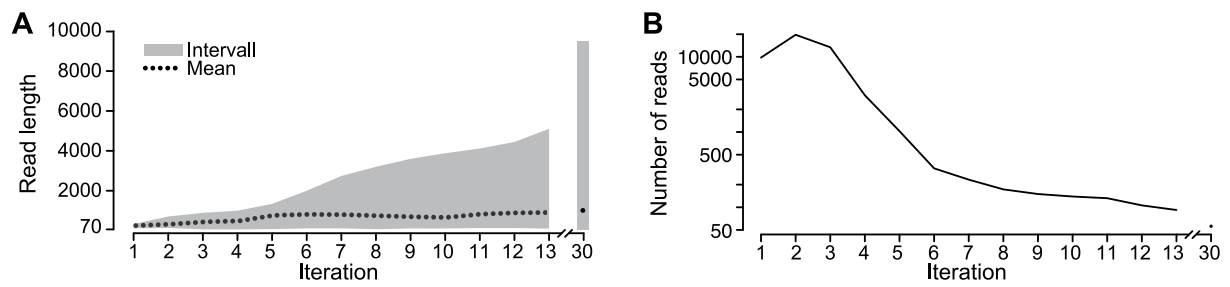 A
Read length
10000
8000
6000
4000
2000
70
Intervall
Mean
1 2 3 4 5 6 7 8 9 10 11 12 13 30
Iteration
B
Number of reads
10000
5000
500
50
1 2 3 4 5 6 7 8 9 10 11 12 13 30
Iteration